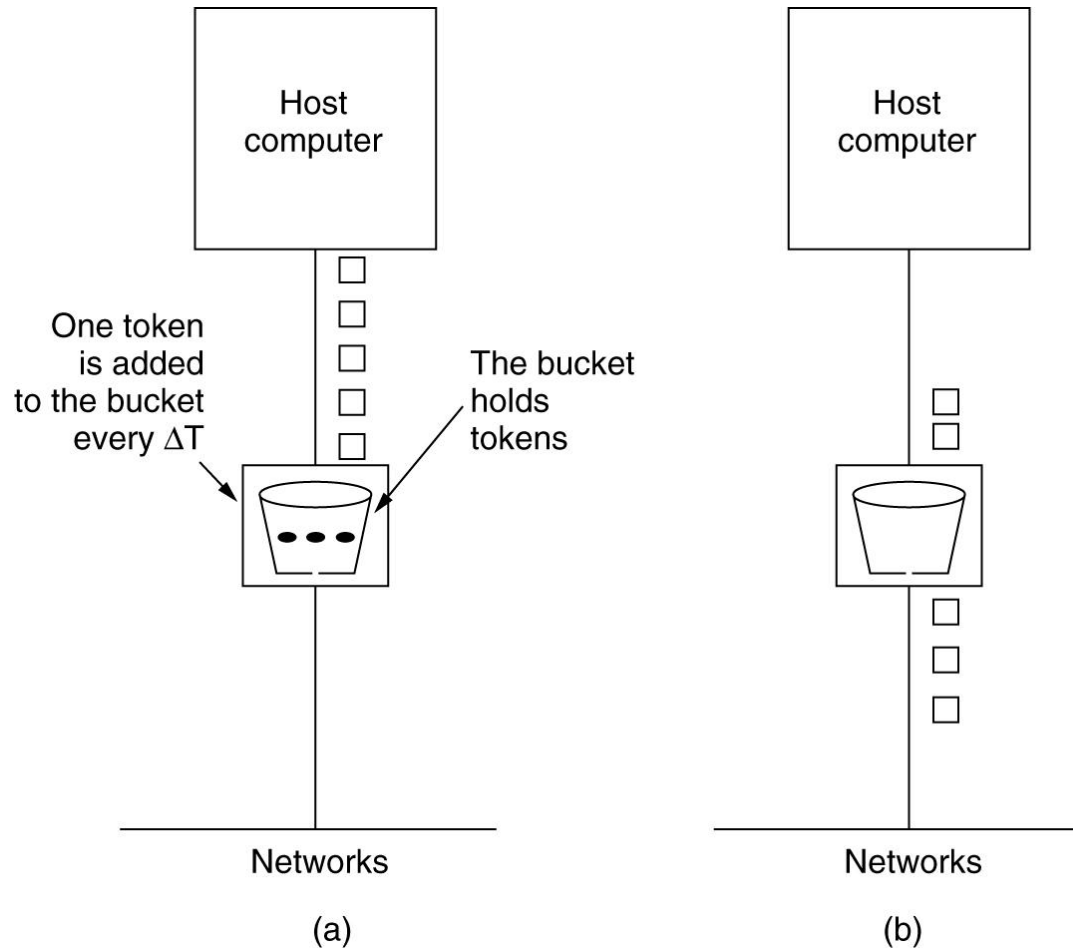 Host
computer
Host
computer
One token
is added
to the bucket
every ΔT
The bucket
holds
tokens
Networks
Networks
(a)
(b)